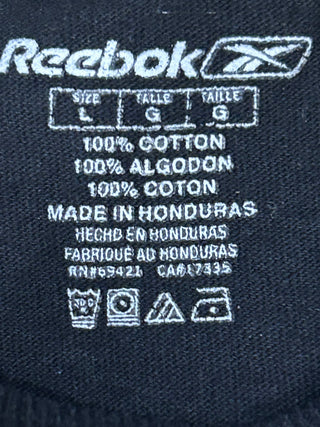 Reebok
SIZE TALLE TAILLE
L G G
100% COTTON
100% ALGODON
100% COTON
MADE IN HONDURAS
HECHO EN HONDURAS
FABRIQUÉ AU HONDURAS
RN#69421 CA#17335